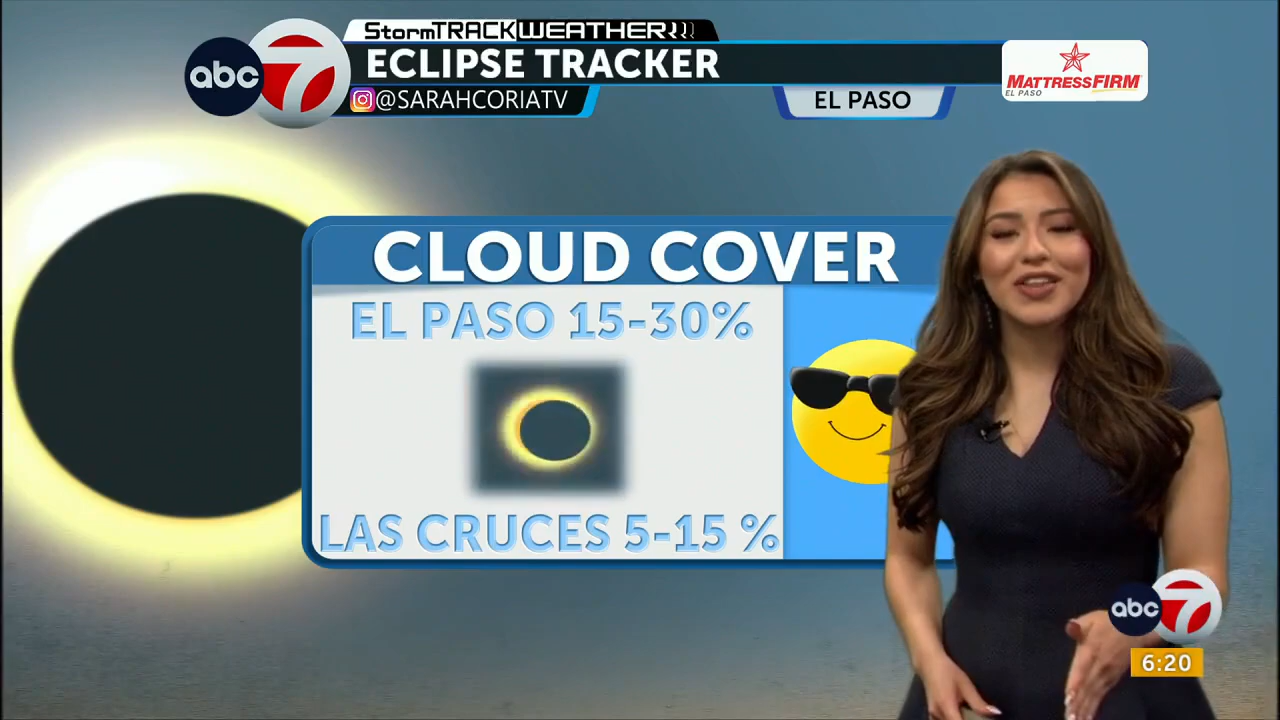 StormTRACKWEATHER
abc 7
ECLIPSE TRACKER
@SARAHCORIATV
EL PASO
MATTRESSFIRM
EL PASO
CLOUD COVER
EL PASO 15-30%
LAS CRUCES 5-15 %
abc 7
6:20